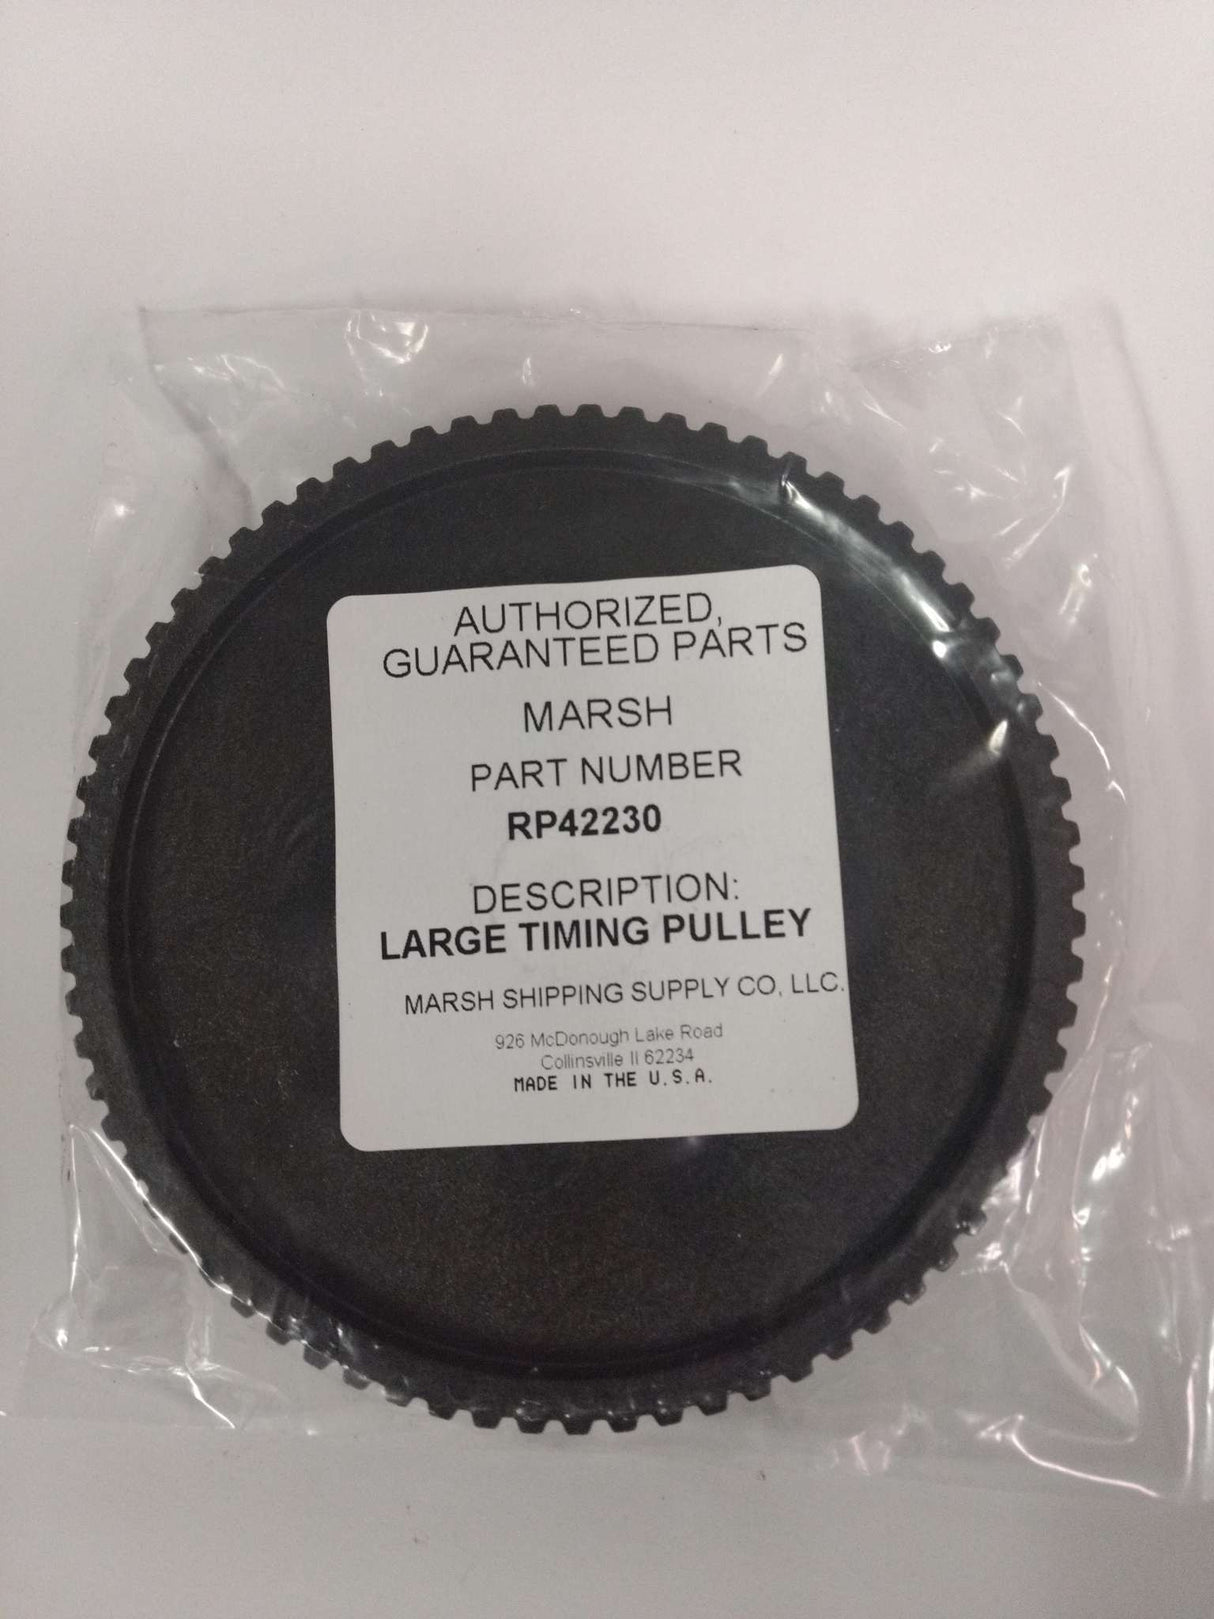 AUTHORIZED,
GUARANTEED PARTS
MARSH
PART NUMBER
RP42230
DESCRIPTION:
LARGE TIMING PULLEY
MARSH SHIPPING SUPPLY CO, LLC.
926 McDonough Lake Road
Collinsville Il 62234
MADE IN THE U.S.A.